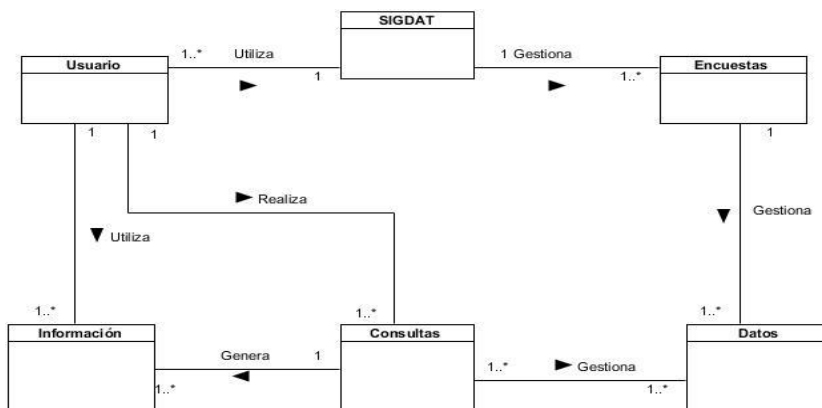 SIGDAT
1..* Utiliza 1
1 Gestiona 1..*
Usuario
Encuestas
1 1
1
Realiza
Utiliza
Gestiona
1..* 1..* 1..*
Información
Consultas
Datos
Genera 1
1..*
1..* Gestiona
1..*